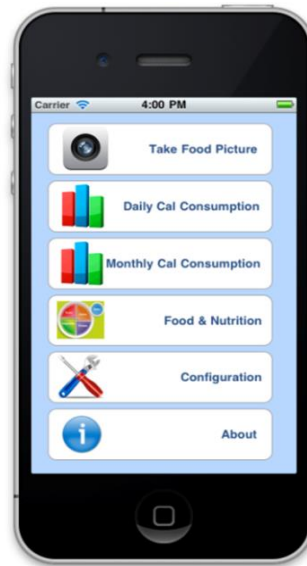 Carrier
4:00 PM
Take Food Picture
Daily Cal Consumption
Monthly Cal Consumption
Food & Nutrition
Configuration
i
About